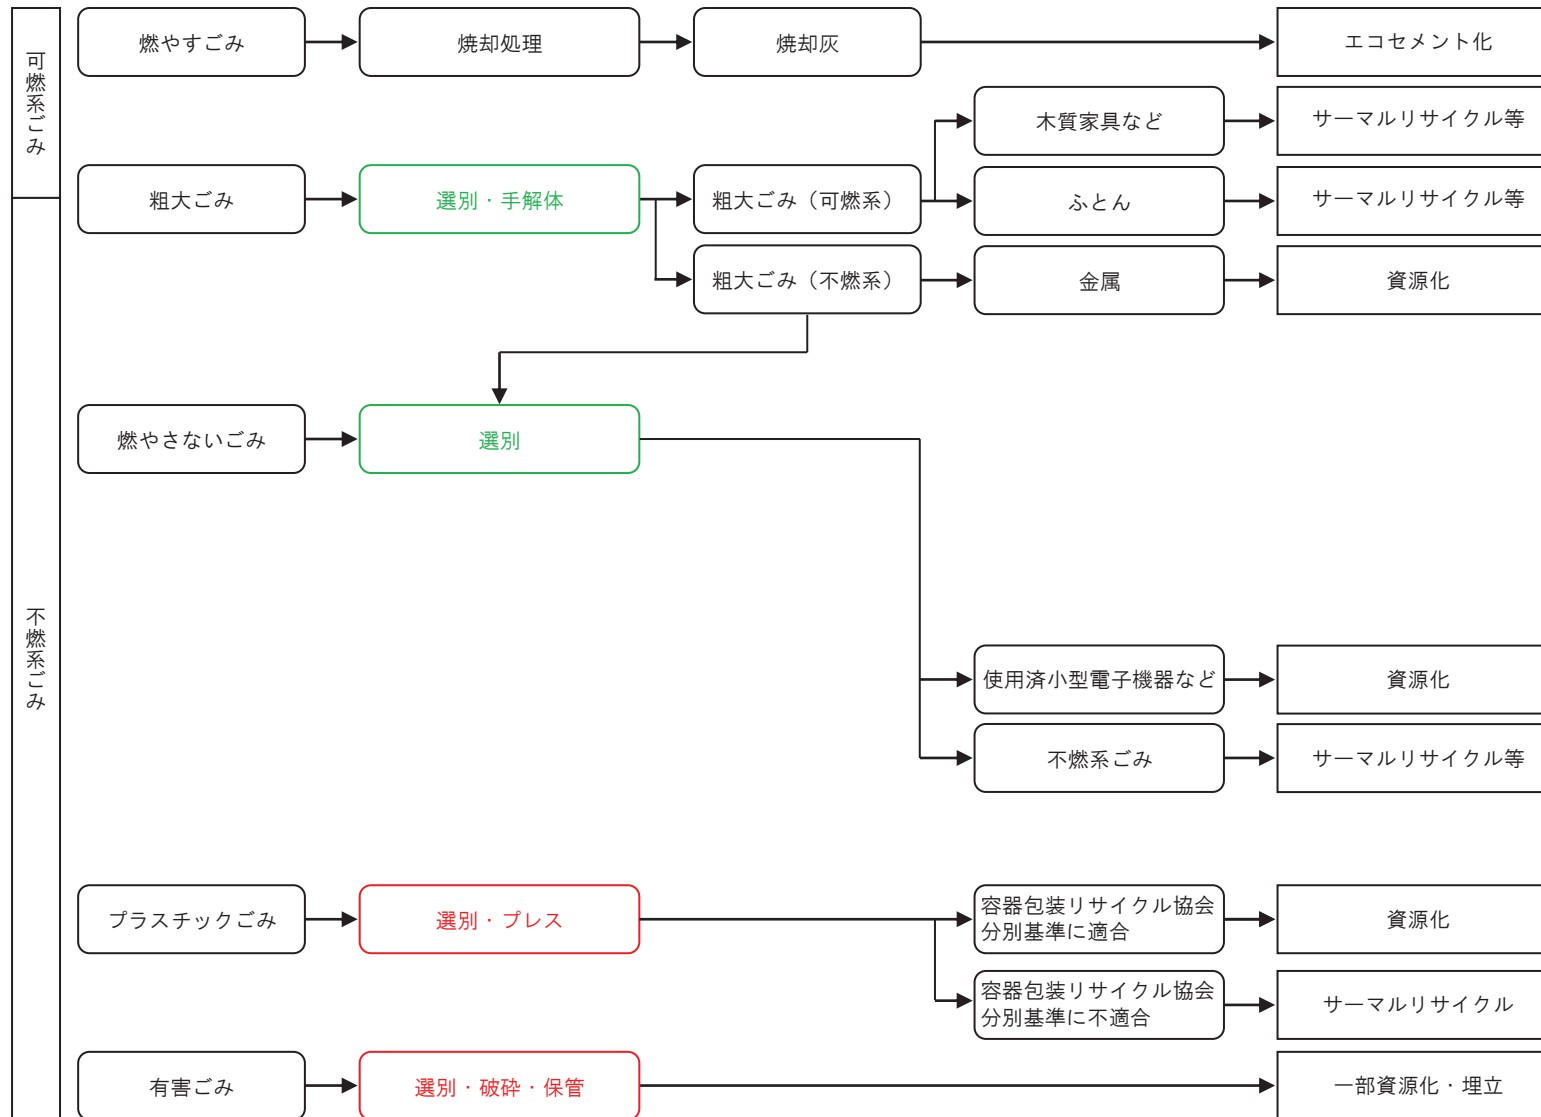 可燃系ごみ
燃やすごみ
焼却処理
焼却灰
エコセメント化
木質家具など
サーマルリサイクル等
粗大ごみ
選別・手解体
粗大ごみ（可燃系）
ふとん
サーマルリサイクル等
粗大ごみ（不燃系）
金属
資源化
不燃系ごみ
燃やさないごみ
選別
使用済小型電子機器など
資源化
不燃系ごみ
サーマルリサイクル等
プラスチックごみ
選別・プレス
容器包装リサイクル協会
分別基準に適合
資源化
容器包装リサイクル協会
分別基準に不適合
サーマルリサイクル
有害ごみ
選別・破砕・保管
一部資源化・埋立